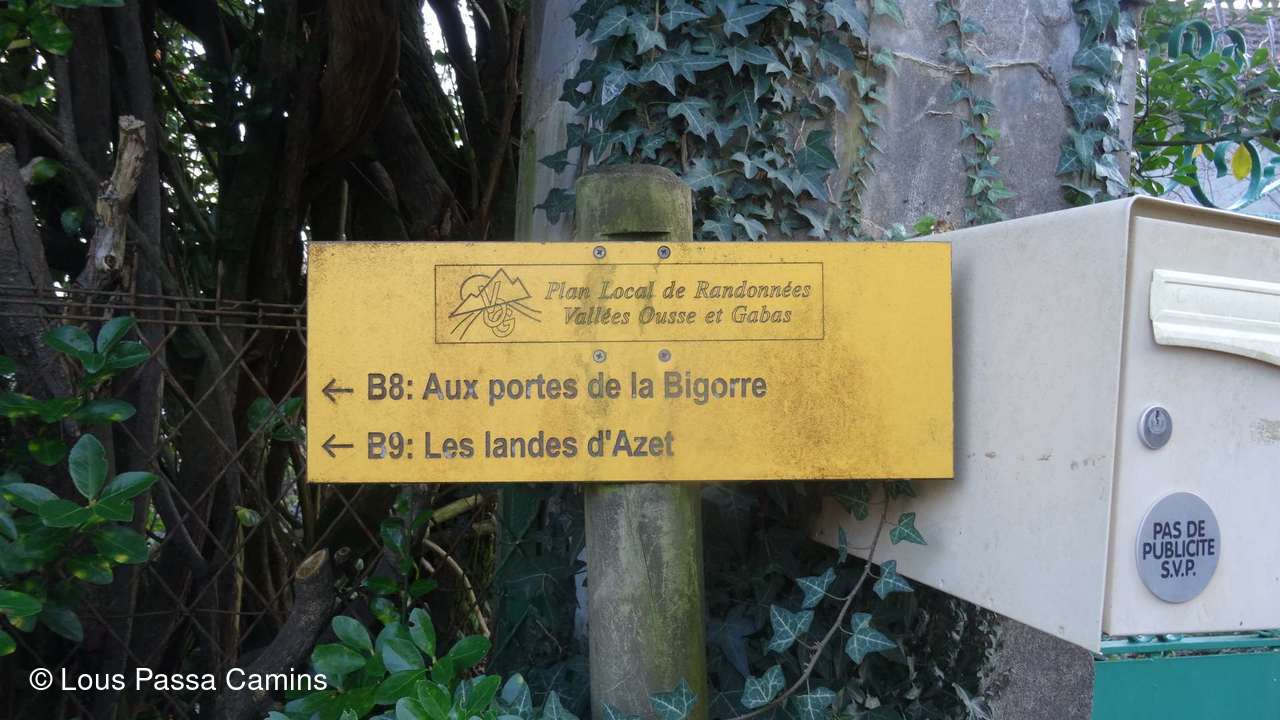 Plan Local de Randonnées
Vallées Ousse et Gabas
← B8: Aux portes de la Bigorre
← B9: Les landes d'Azet
PAS DE
PUBLICITE
S.V.P.
© Lous Passa Camins